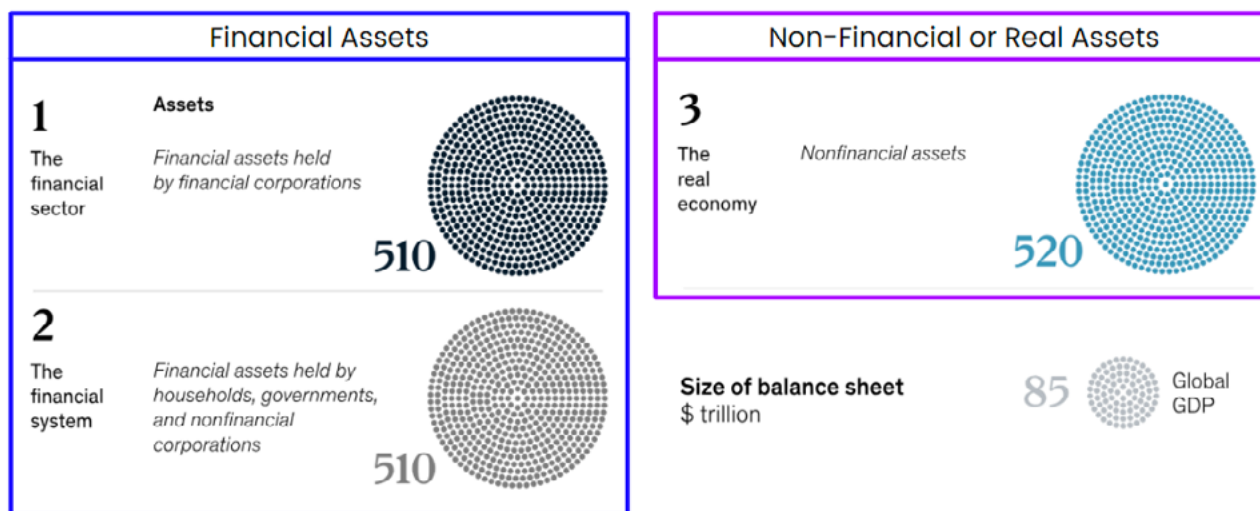 Financial Assets
1
The
financial
sector
Assets
Financial assets held
by financial corporations
510
2
The
financial
system
Financial assets held by
households, governments,
and nonfinancial
corporations
510
Non-Financial or Real Assets
3
The
real
economy
Nonfinancial assets
520
Size of balance sheet
$ trillion
85
Global
GDP